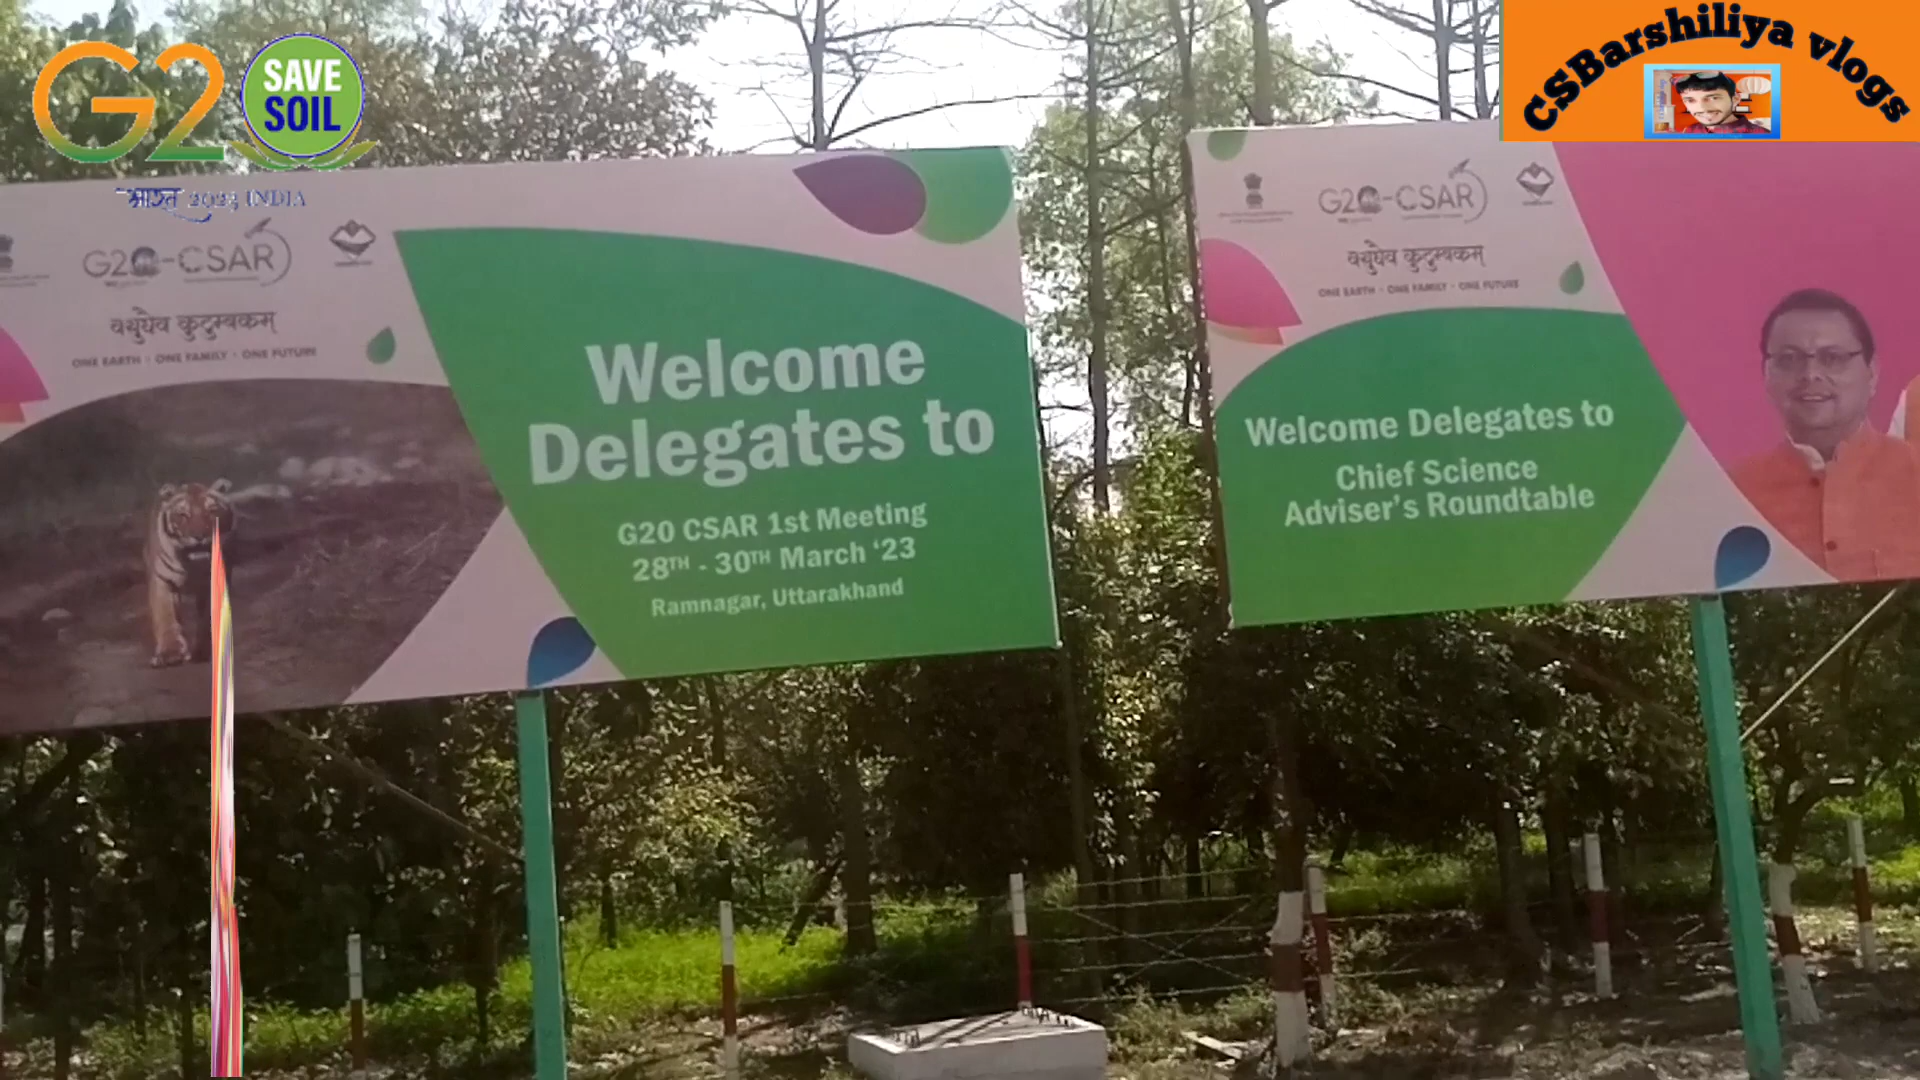 G20
SAVE
SOIL
भारत 2023 INDIA
CSBarshiliya vlogs
G20-CSAR
वसुधैव कुटुम्बकम्
ONE EARTH • ONE FAMILY • ONE FUTURE
Welcome
Delegates to
G20 CSAR 1st Meeting
28TH - 30TH March ‘23
Ramnagar, Uttarakhand
G20-CSAR
वसुधैव कुटुम्बकम्
ONE EARTH • ONE FAMILY • ONE FUTURE
Welcome Delegates to
Chief Science
Adviser’s Roundtable